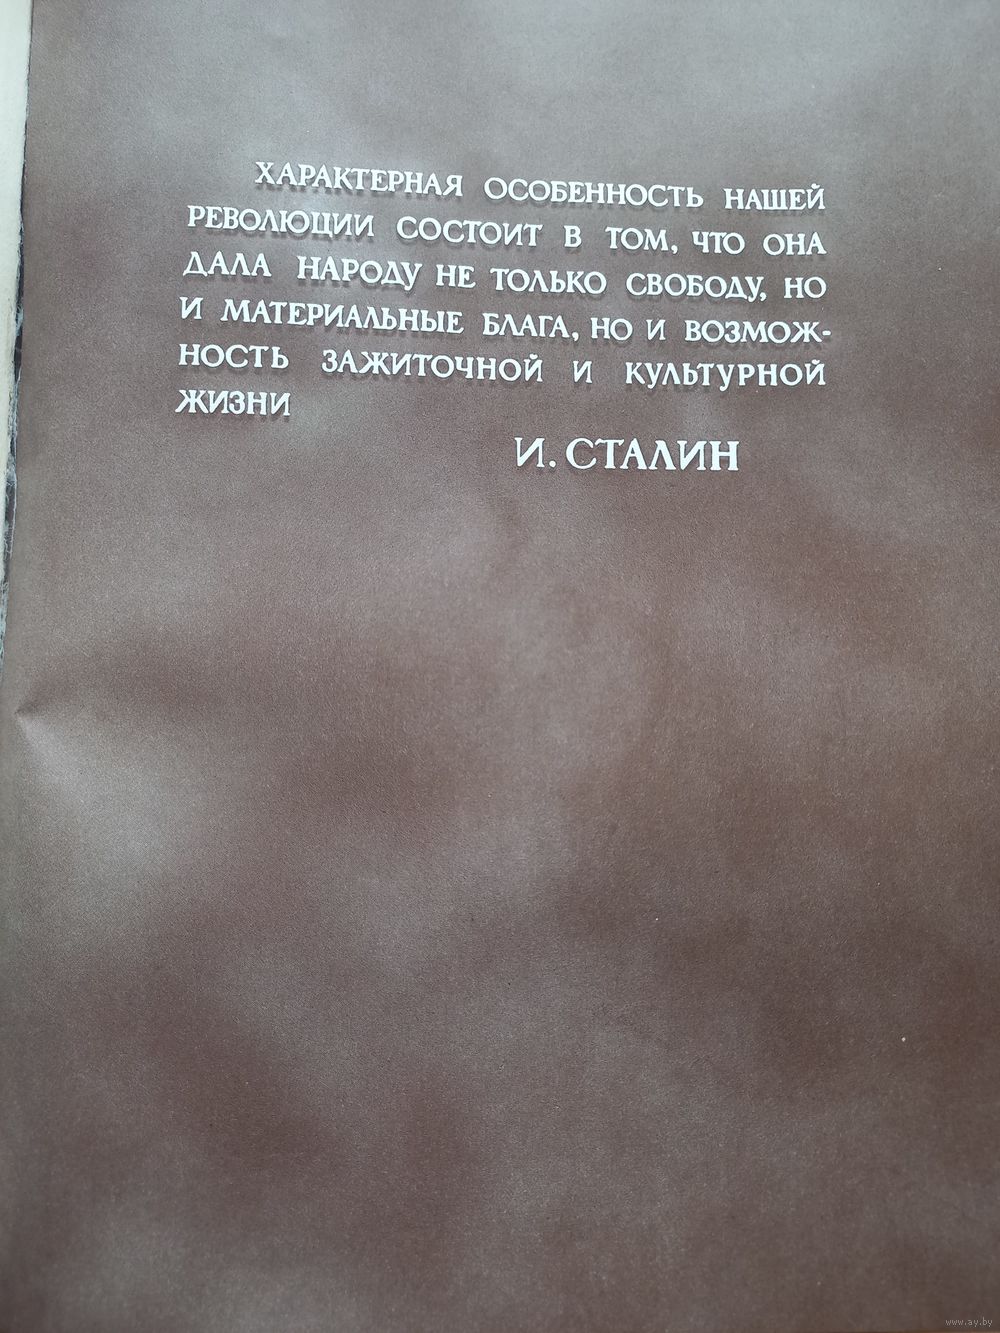 ХАРАКТЕРНАЯ ОСОБЕННОСТЬ НАШЕЙ
РЕВОЛЮЦИИ СОСТОИТ В ТОМ, ЧТО ОНА
ДАЛА НАРОДУ НЕ ТОЛЬКО СВОБОДУ, НО
И МАТЕРИАЛЬНЫЕ БЛАГА, НО И ВОЗМОЖ-
НОСТЬ ЗАЖИТОЧНОЙ И КУЛЬТУРНОЙ
ЖИЗНИ
И. СТАЛИН
www.ay.by